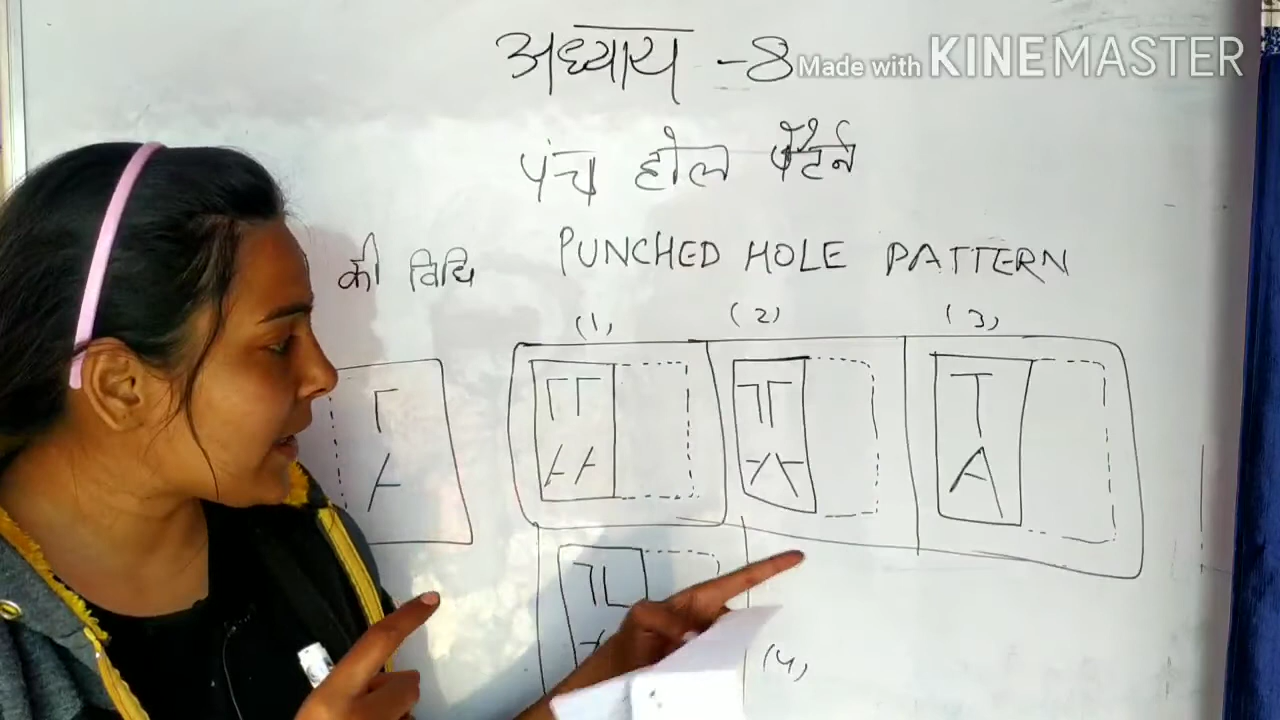 अध्याय -8
Made with KINEMASTER
पंच होल पैटर्न
की विधि
PUNCHED HOLE PATTERN
(1) (2) (3)
(4)